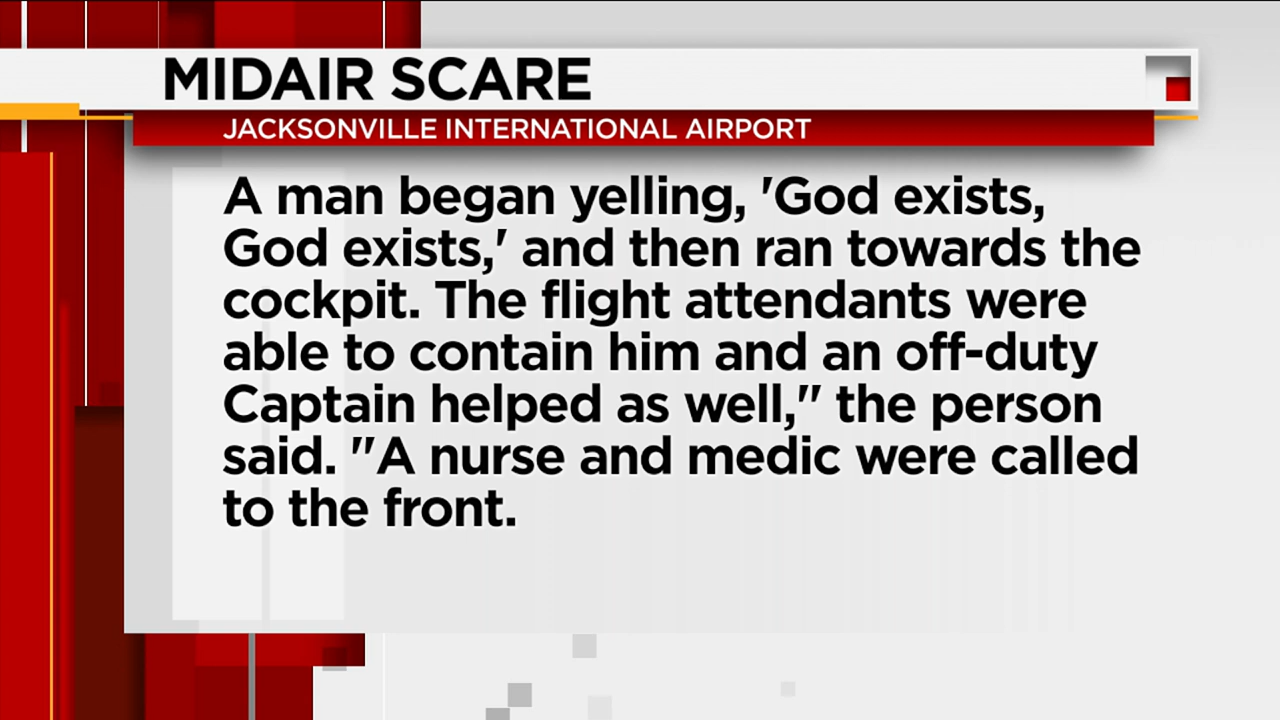 MIDAIR SCARE
JACKSONVILLE INTERNATIONAL AIRPORT
A man began yelling, 'God exists,
God exists,' and then ran towards the
cockpit. The flight attendants were
able to contain him and an off-duty
Captain helped as well," the person
said. "A nurse and medic were called
to the front.